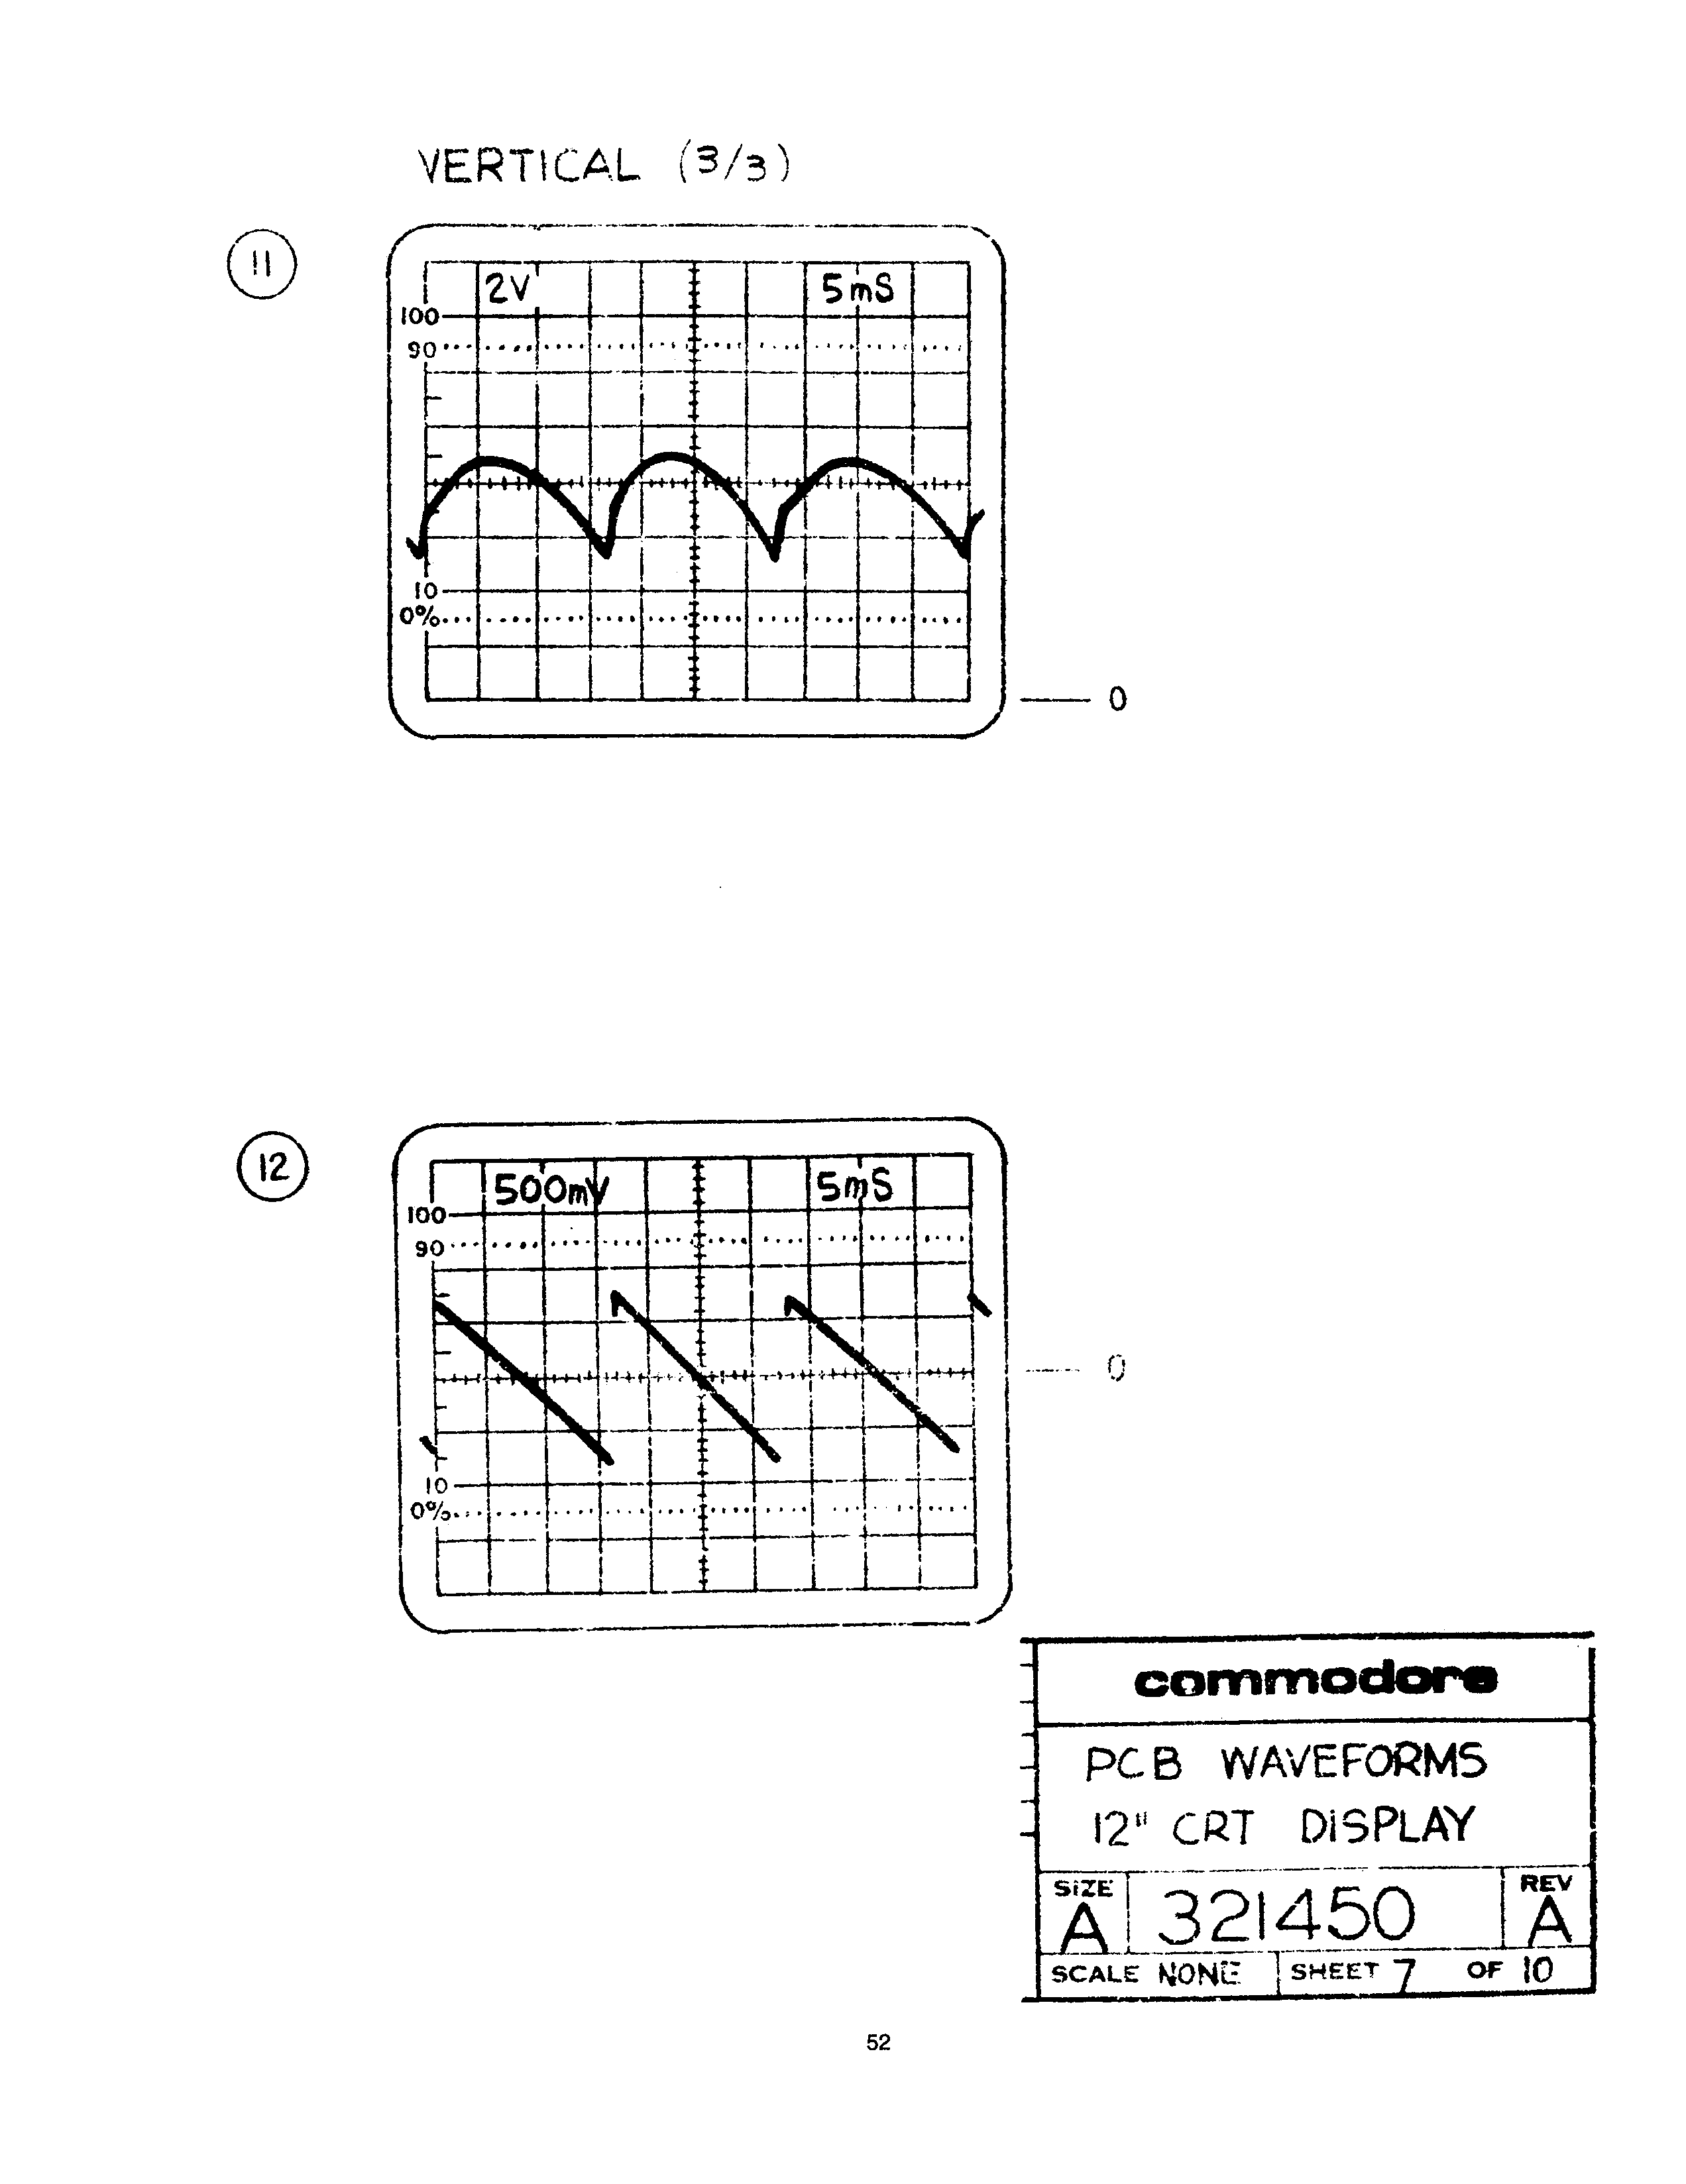 VERTICAL (3/3)
11
2V 5mS
100
90
10
0%
0
12
500mV 5mS
100
90
10
0%
0
commodore
PCB WAVEFORMS
12" CRT DISPLAY
SIZE A 321450 REV A
SCALE NONE SHEET 7 OF 10
52